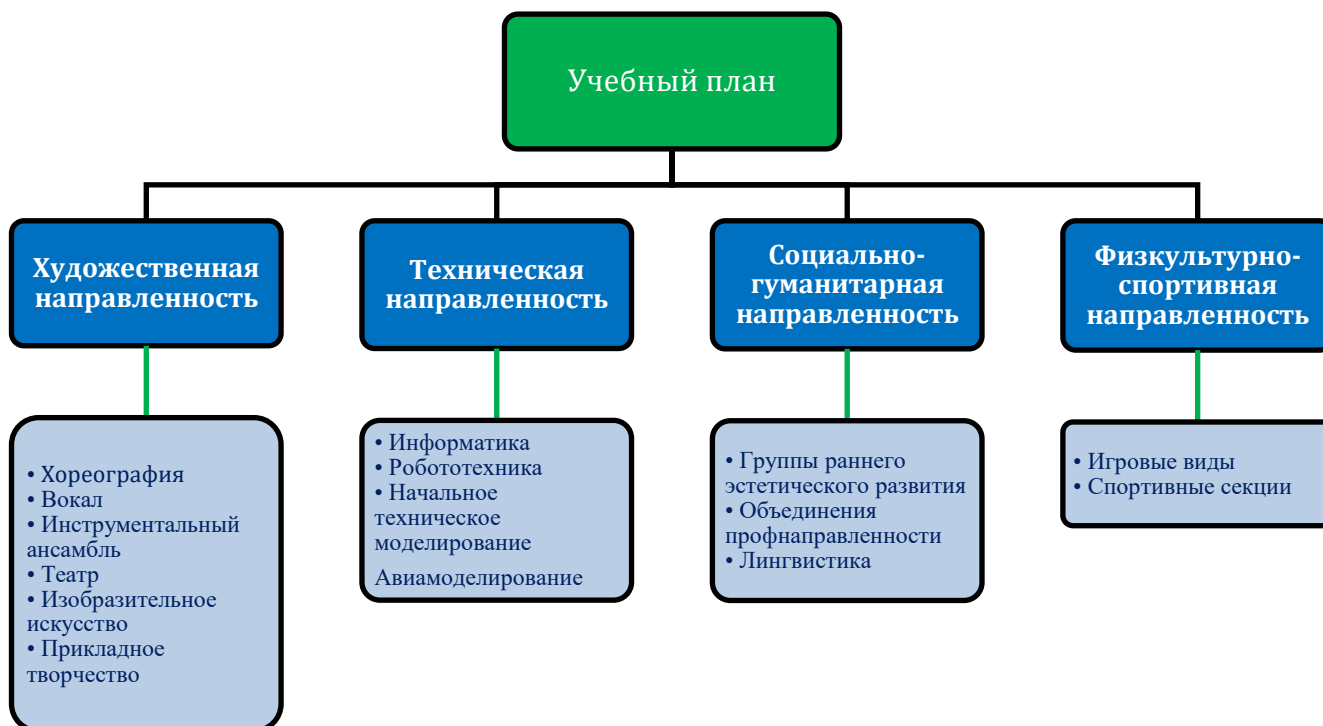 Учебный план
Художественная
направленность
Техническая
направленность
Социально-
гуманитарная
направленность
Физкультурно-
спортивная
направленность
• Хореография
• Вокал
• Инструментальный
ансамбль
• Театр
• Изобразительное
искусство
• Прикладное
творчество
• Информатика
• Робототехника
• Начальное
техническое
моделирование
Авиамоделирование
• Группы раннего
эстетического развития
• Объединения
профнаправленности
• Лингвистика
• Игровые виды
• Спортивные секции